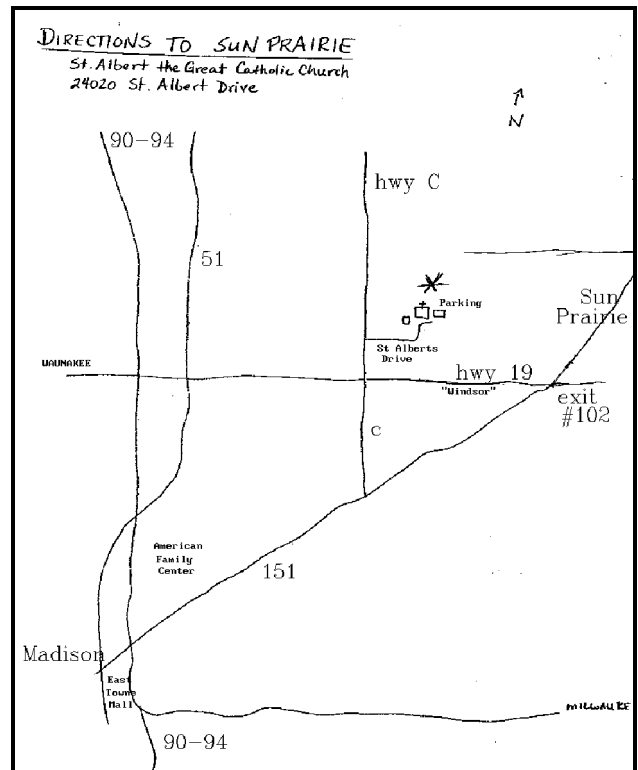 DIRECTIONS TO SUN PRAIRIE
St. Albert the Great Catholic Church
24020 St. Albert Drive
↑
N
90-94
hwy C
51
Sun
Prairie
Parking
St Alberts
Drive
WAUNAKEE
hwy 19
"Windsor"
exit
#102
C
American
Family
Center
151
Madison
East
Towne
Mall
MILWAUKE
90-94